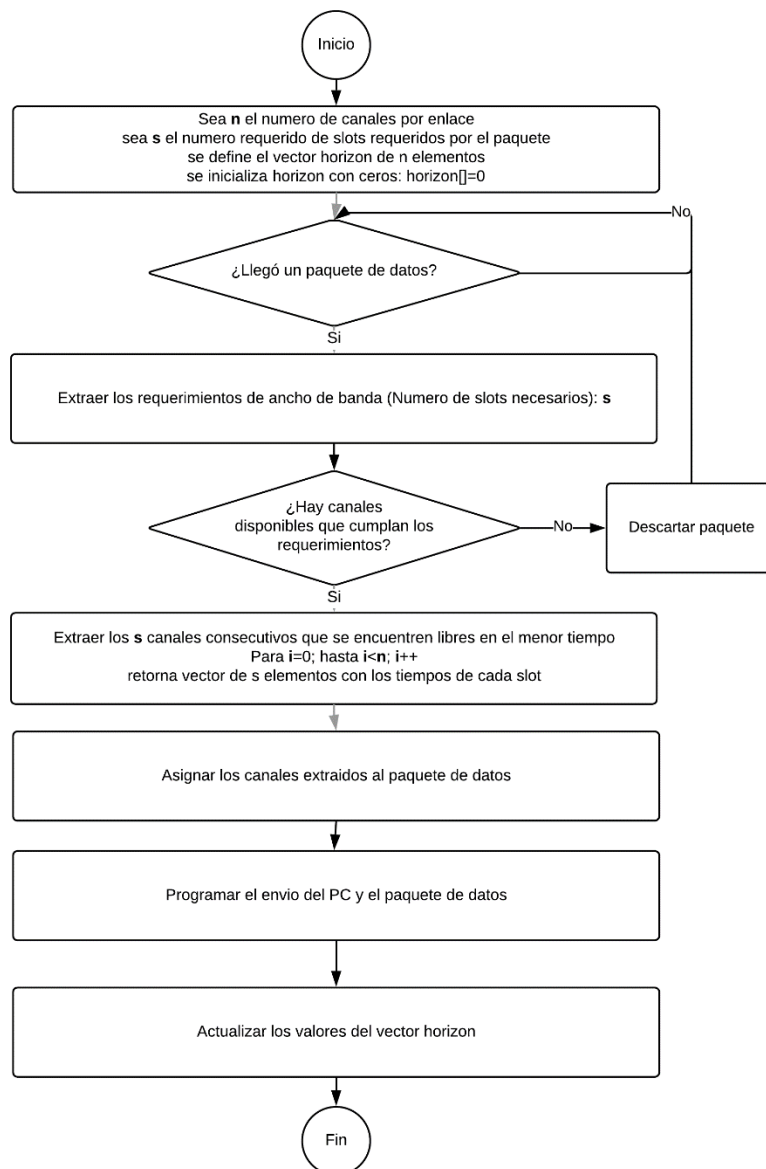 Inicio
Sea n el numero de canales por enlace
sea s el numero requerido de slots requeridos por el paquete
se define el vector horizon de n elementos
se inicializa horizon con ceros: horizon[]=0
No
¿Llegó un paquete de datos?
Si
Extraer los requerimientos de ancho de banda (Numero de slots necesarios): s
¿Hay canales
disponibles que cumplan los
requerimientos?
No
Descartar paquete
Si
Extraer los s canales consecutivos que se encuentren libres en el menor tiempo
Para i=0; hasta i<n; i++
retorna vector de s elementos con los tiempos de cada slot
Asignar los canales extraidos al paquete de datos
Programar el envio del PC y el paquete de datos
Actualizar los valores del vector horizon
Fin